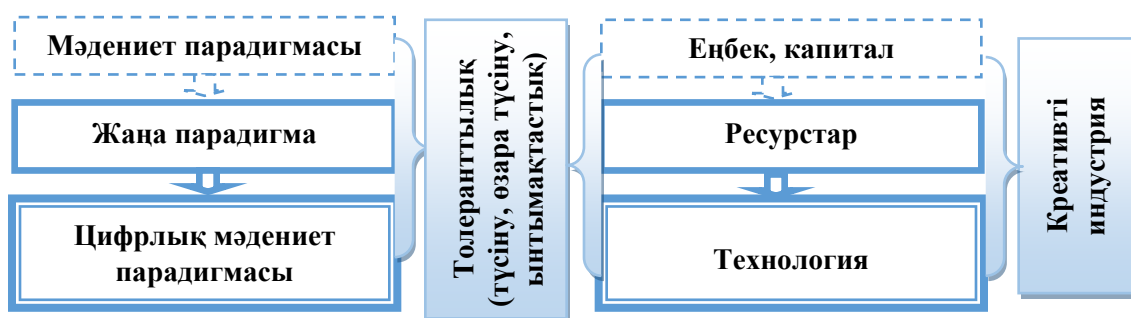 Мәдениет парадигмасы
Жаңа парадигма
Цифрлық мәдениет
парадигмасы
Толеранттылық
(түсіну, өзара түсіну,
ынтымақтастық)
Еңбек, капитал
Ресурстар
Технология
Креативті
индустрия